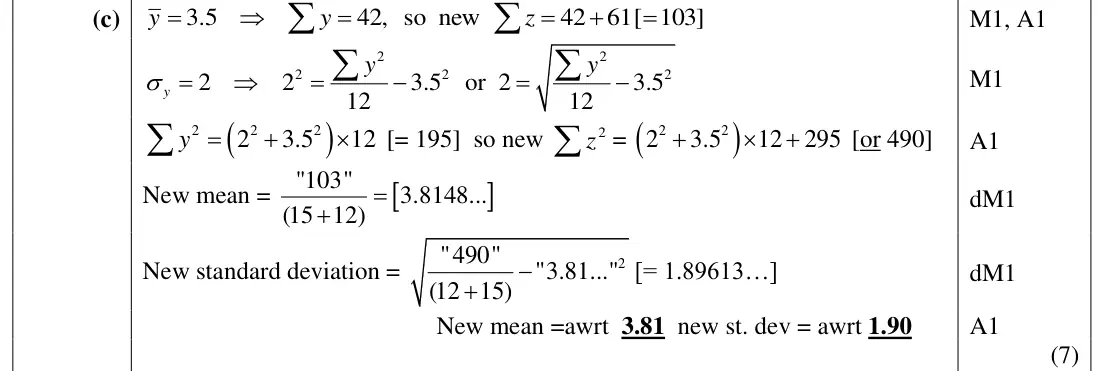 (c) y̅ = 3.5 ⇒ ∑y = 42, so new ∑z = 42 + 61[= 103] M1, A1
σ_y = 2 ⇒ 2² = ∑y²/12 − 3.5² or 2 = √(∑y²/12 − 3.5²) M1
∑y² = (2² + 3.5²) × 12 [= 195] so new ∑z² = (2² + 3.5²) × 12 + 295 [or 490] A1
New mean = "103"/(15 + 12) = [3.8148...] dM1
New standard deviation = √("490"/(12 + 15) − "3.81..."²) [= 1.89613…] dM1
New mean =awrt 3.81 new st. dev = awrt 1.90 A1
(7)